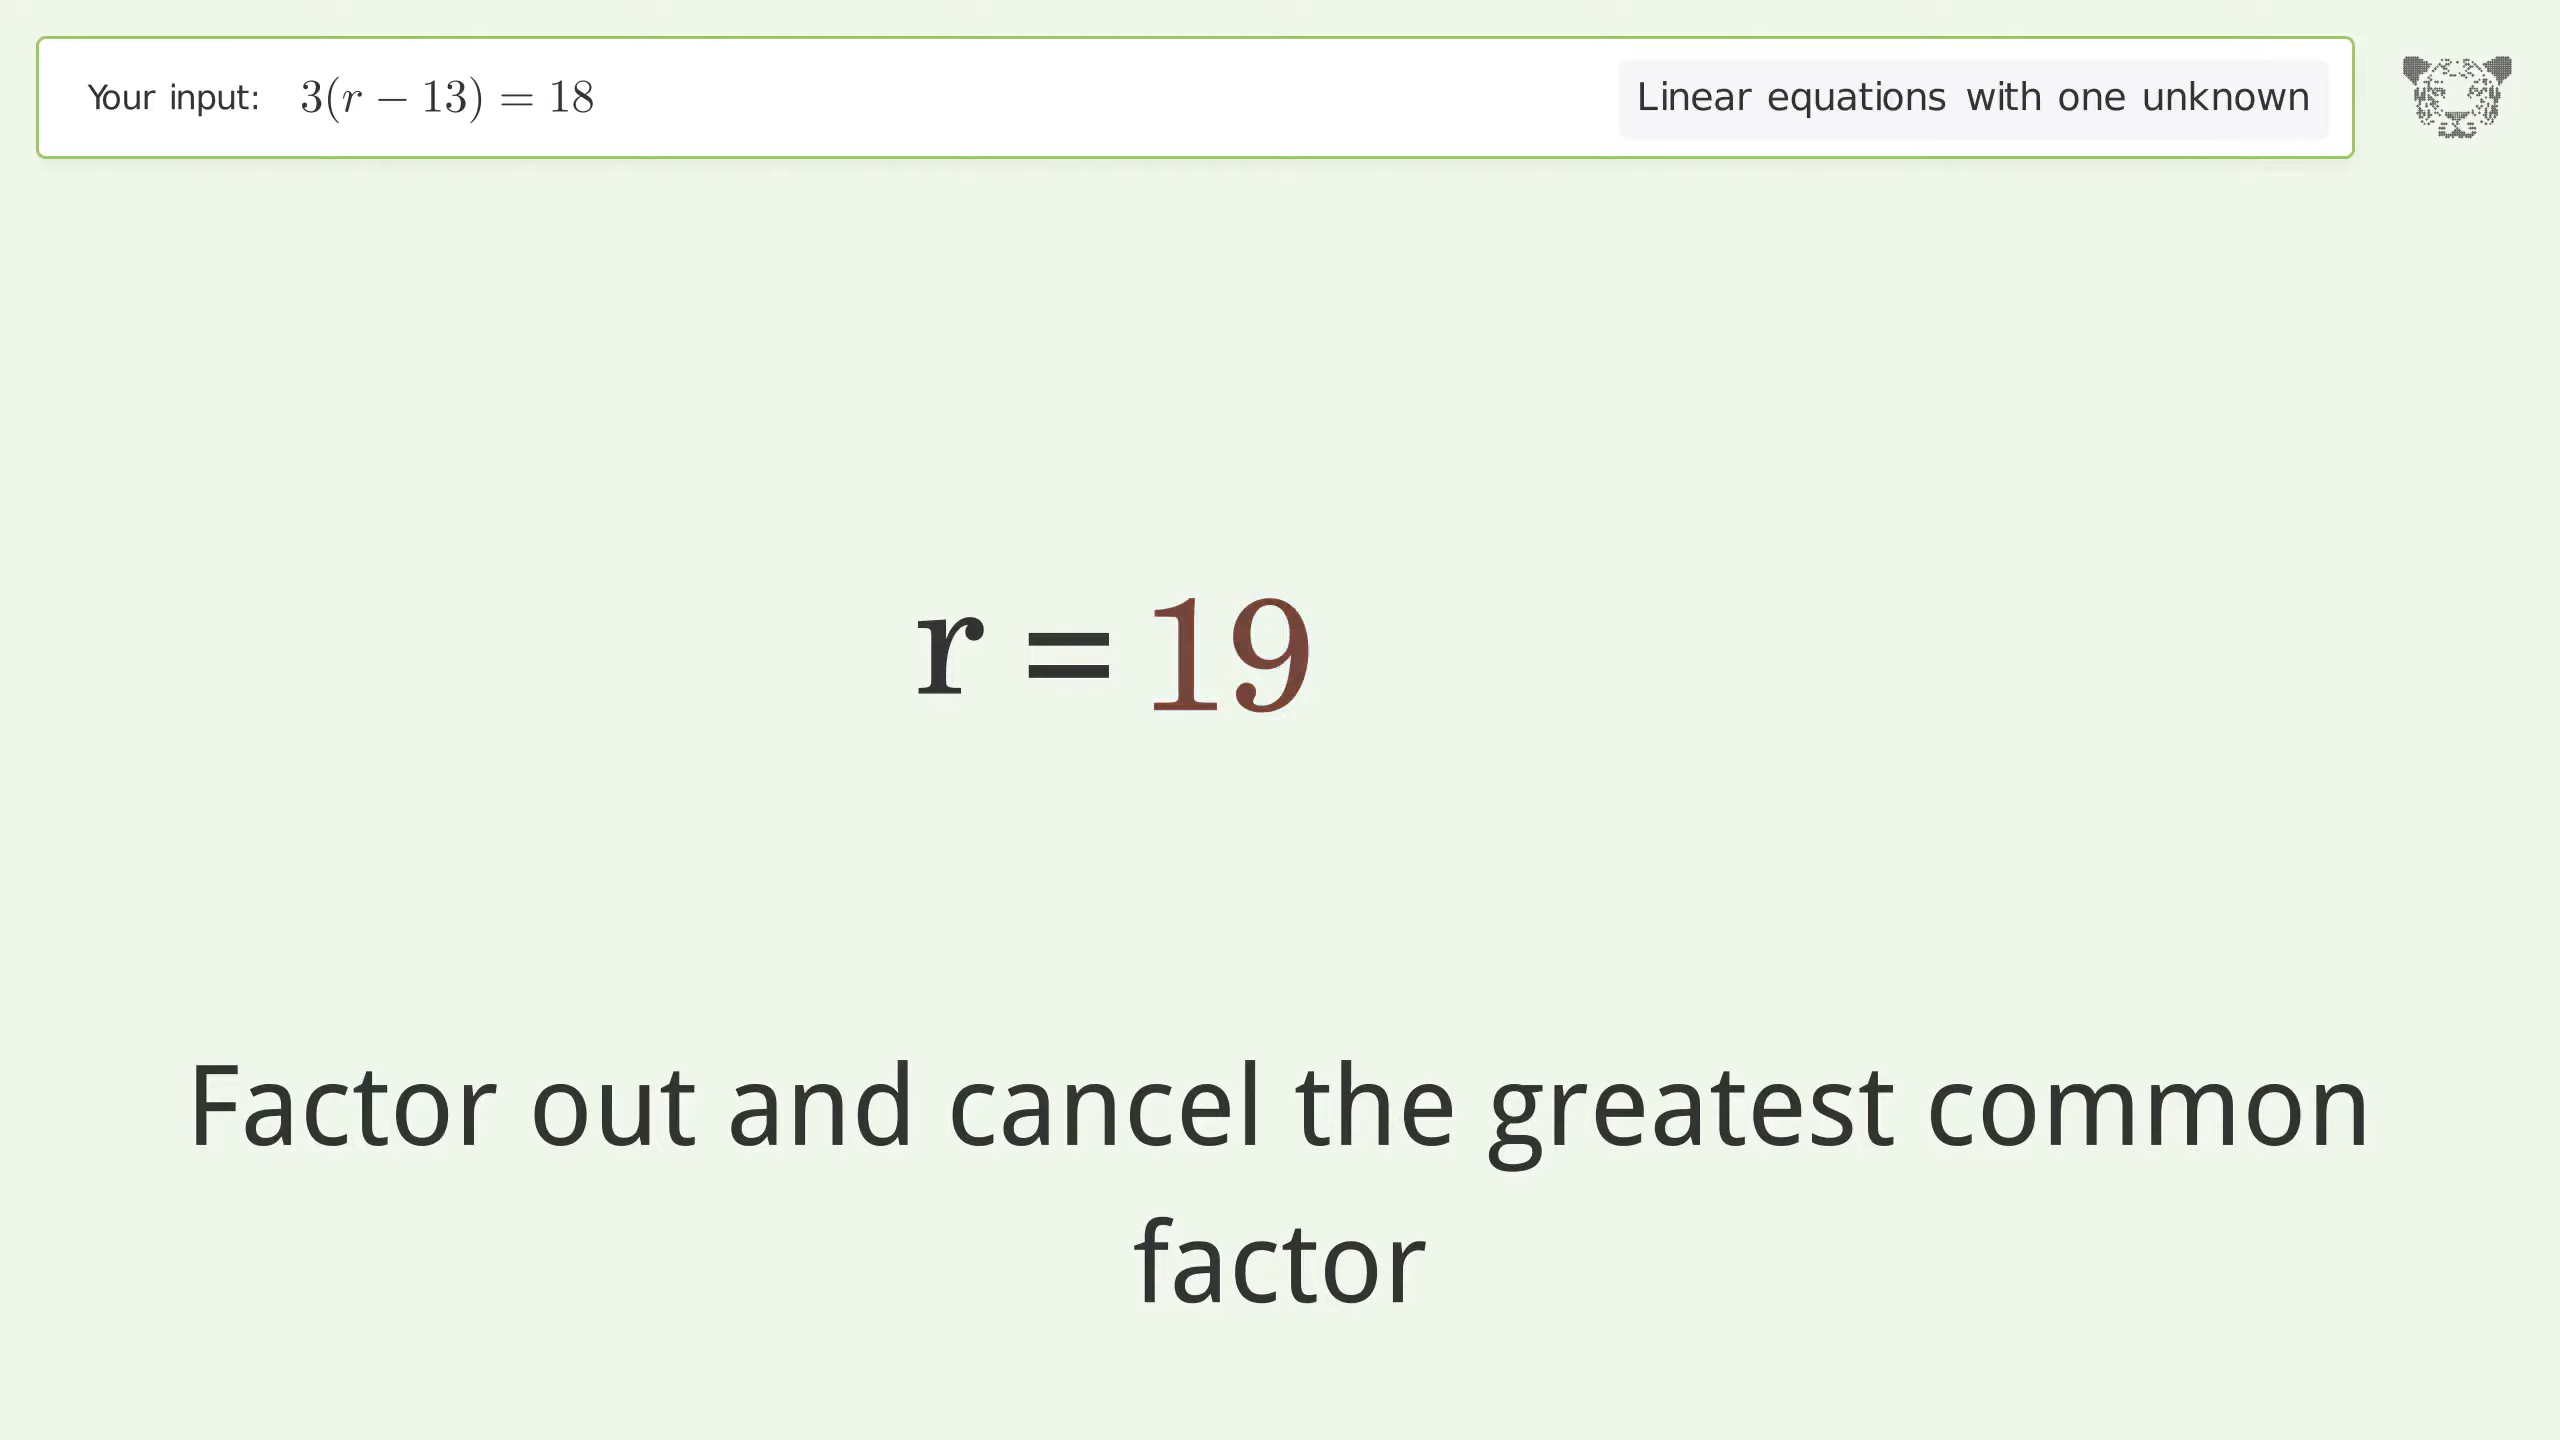 Your input: 3(r − 13) = 18 Linear equations with one unknown
r = 19
Factor out and cancel the greatest common
factor